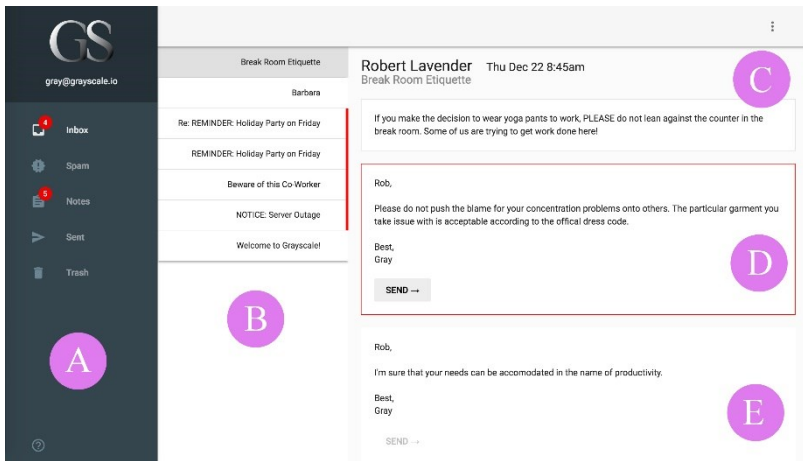 GS
gray@grayscale.io
4
Inbox
Spam
5
Notes
Sent
Trash
A
Break Room Etiquette
Barbara
Re: REMINDER: Holiday Party on Friday
REMINDER: Holiday Party on Friday
Beware of this Co-Worker
NOTICE: Server Outage
Welcome to Grayscale!
B
Robert Lavender Thu Dec 22 8:45am
Break Room Etiquette
C
If you make the decision to wear yoga pants to work, PLEASE do not lean against the counter in the
break room. Some of us are trying to get work done here!
Rob,
Please do not push the blame for your concentration problems onto others. The particular garment you
take issue with is acceptable according to the offical dress code.
Best,
Gray
SEND →
D
Rob,
I'm sure that your needs can be accomodated in the name of productivity.
Best,
Gray
SEND →
E